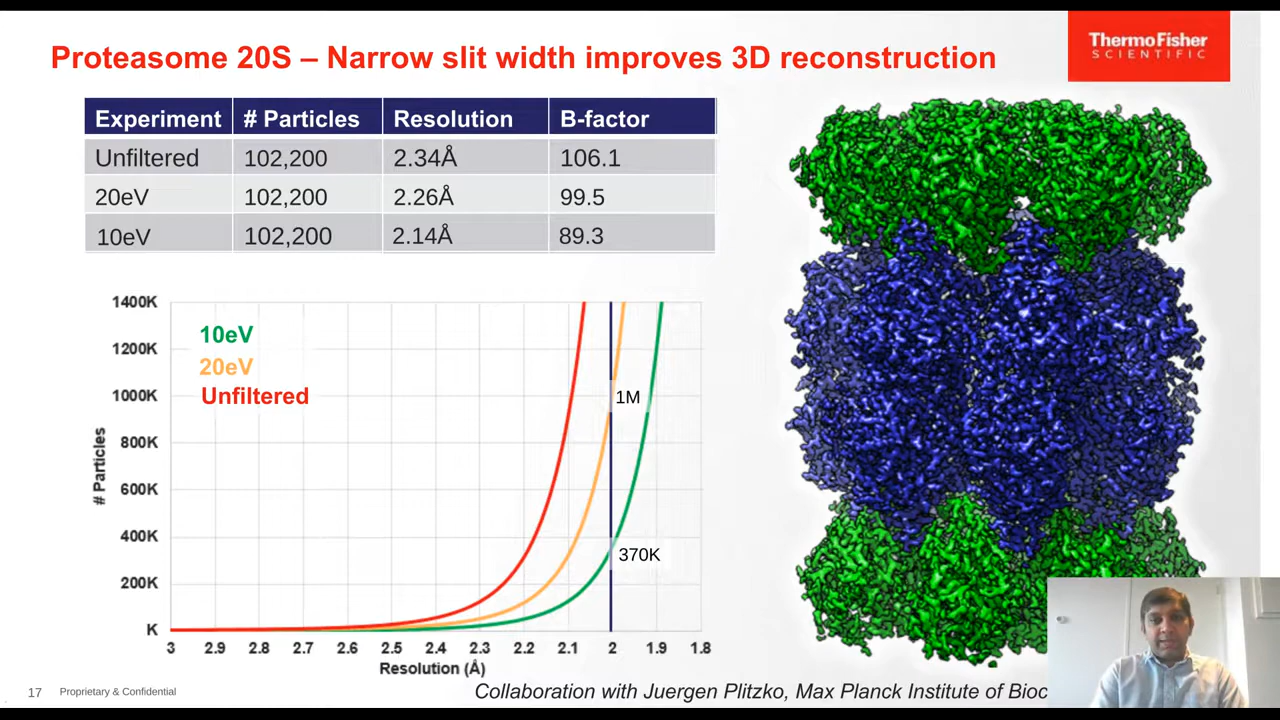 Proteasome 20S – Narrow slit width improves 3D reconstruction
ThermoFisher
SCIENTIFIC
Experiment # Particles Resolution B-factor
Unfiltered 102,200 2.34Å 106.1
20eV 102,200 2.26Å 99.5
10eV 102,200 2.14Å 89.3
1400K
1200K
1000K
800K
600K
400K
200K
K
# Particles
10eV
20eV
Unfiltered
1M
370K
3 2.9 2.8 2.7 2.6 2.5 2.4 2.3 2.2 2.1 2 1.9 1.8
Resolution (Å)
17 Proprietary & Confidential
Collaboration with Juergen Plitzko, Max Planck Institute of Bioc